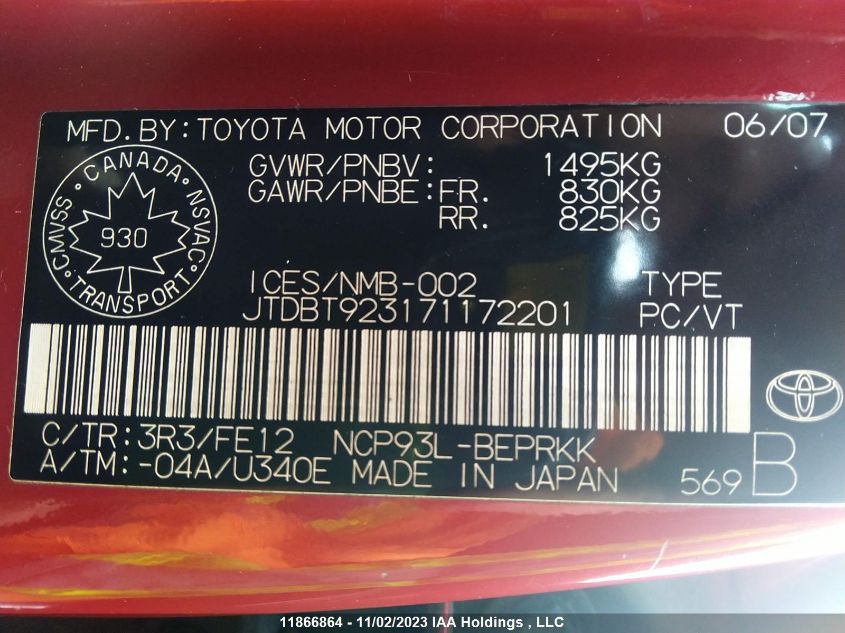 MFD.BY:TOYOTA MOTOR CORPORATION 06/07
GVWR/PNBV: 1495KG
GAWR/PNBE:FR. 830KG
RR. 825KG
CANADA
CMVSS 930 NSVAC
TRANSPORT
ICES/NMB-002 TYPE
JTDBT923171172201 PC/VT
C/TR:3R3/FE12 NCP93L-BEPRKK
A/TM:-04A/U340E MADE IN JAPAN 569B
11866864 - 11/02/2023 IAA Holdings , LLC